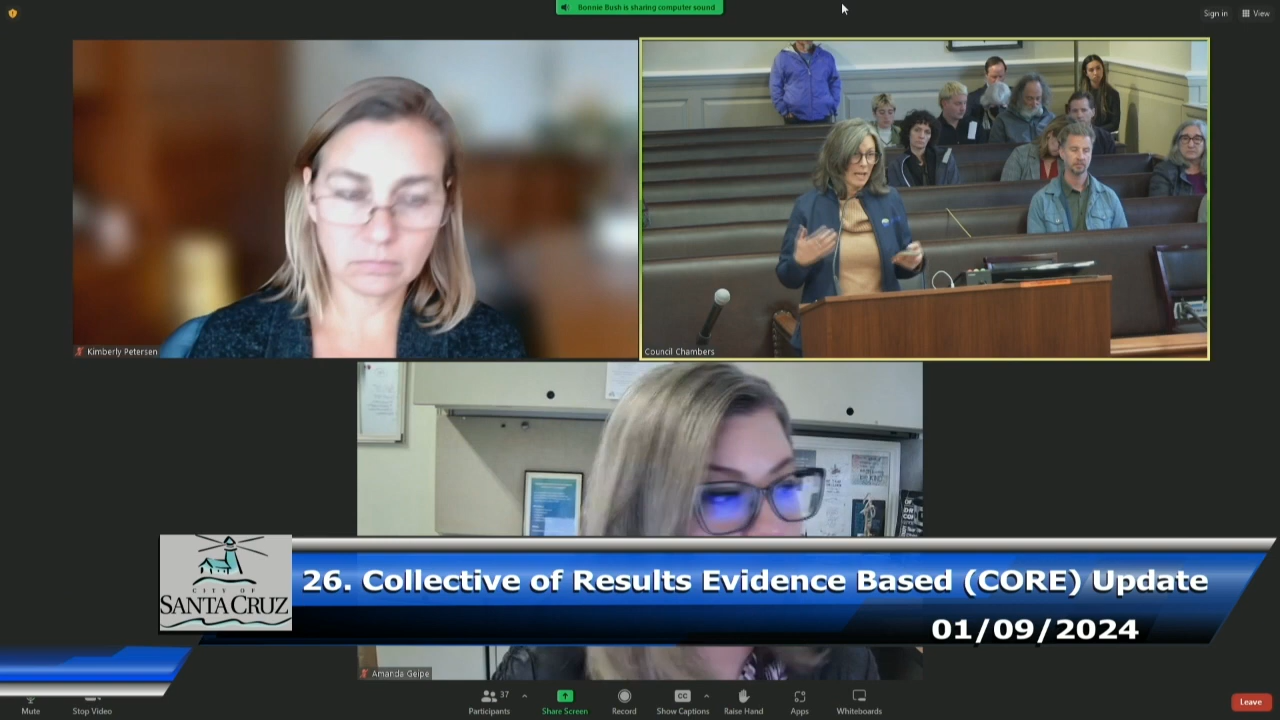 Bonnie Bush is sharing computer sound
Sign in
View
Kimberly Petersen
Council Chambers
CITY OF
SANTA CRUZ
26. Collective of Results Evidence Based (CORE) Update
01/09/2024
Amanda Geipe
Mute
Stop Video
Participants
37
Share Screen
CC
Record
Show Captions
Raise Hand
Apps
Whiteboards
Leave